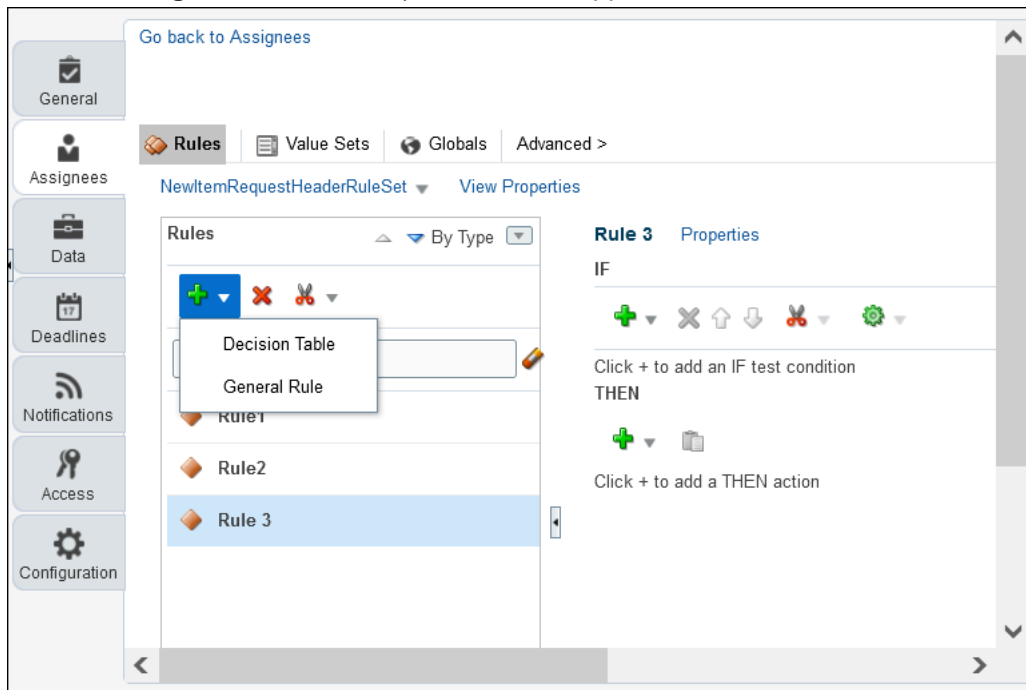 Go back to Assignees
General
Rules Value Sets Globals Advanced >
Assignees
NewItemRequestHeaderRuleSet View Properties
Rules By Type
Rule 3 Properties
Data
IF
17
Deadlines
Decision Table
General Rule
Click + to add an IF test condition
THEN
Notifications
Rule1
Rule2
Access
Click + to add a THEN action
Rule 3
Configuration